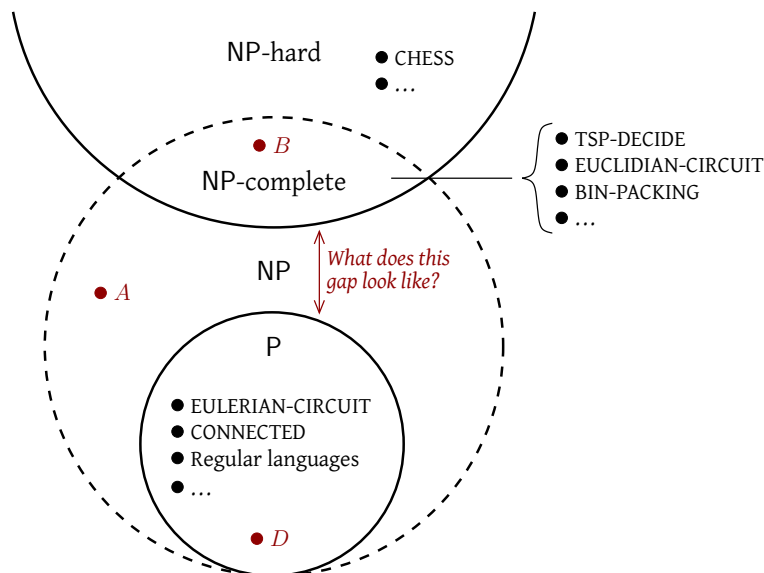 NP-hard
CHESS
...
B
NP-complete
TSP-DECIDE
EUCLIDIAN-CIRCUIT
BIN-PACKING
...
What does this
gap look like?
NP
A
P
EULERIAN-CIRCUIT
CONNECTED
Regular languages
...
D